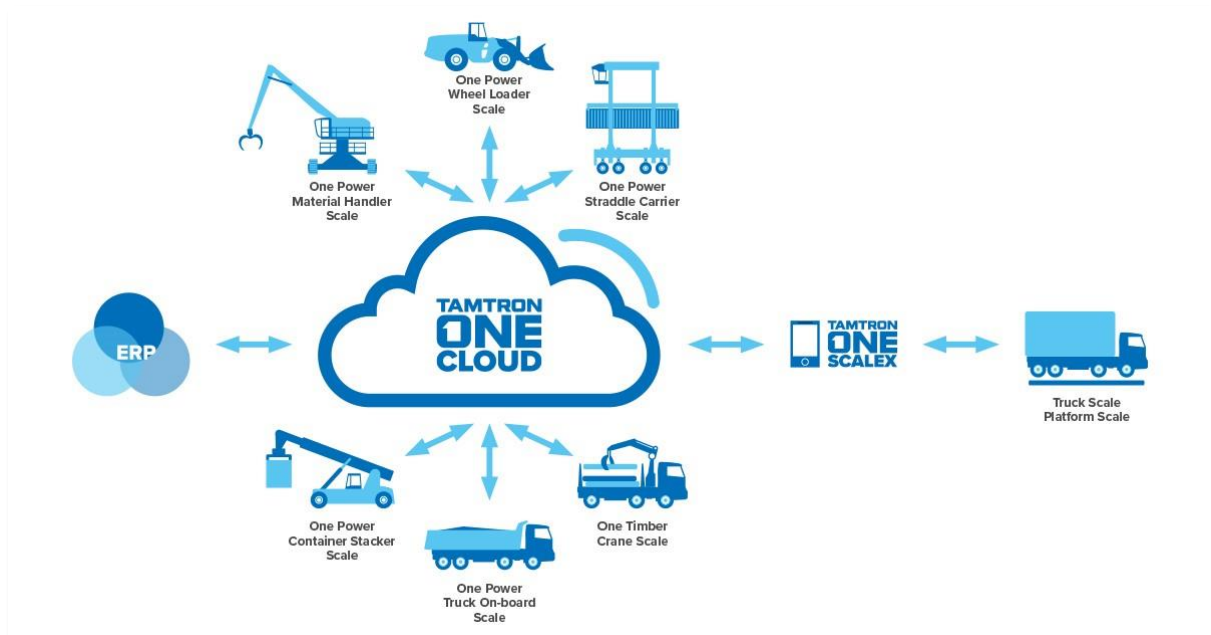 One Power
Wheel Loader
Scale
One Power
Material Handler
Scale
One Power
Straddle Carrier
Scale
TAMTRON
ONE
CLOUD
ERP
TAMTRON
ONE
SCALEX
Truck Scale
Platform Scale
One Power
Container Stacker
Scale
One Timber
Crane Scale
One Power
Truck On-board
Scale